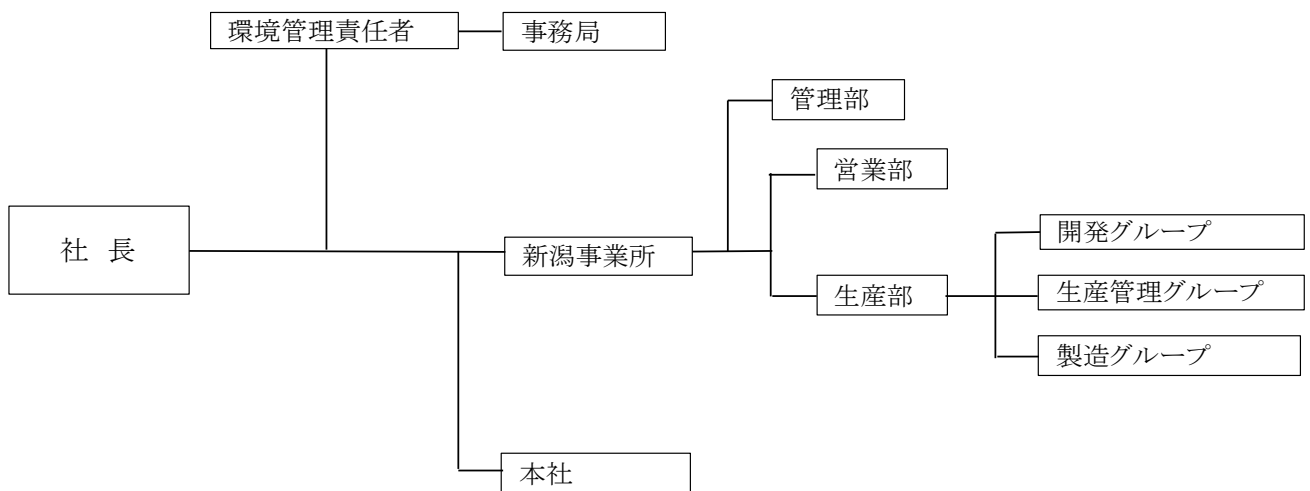 環境管理責任者
事務局
管理部
営業部
社 長
新潟事業所
開発グループ
生産部
生産管理グループ
製造グループ
本社